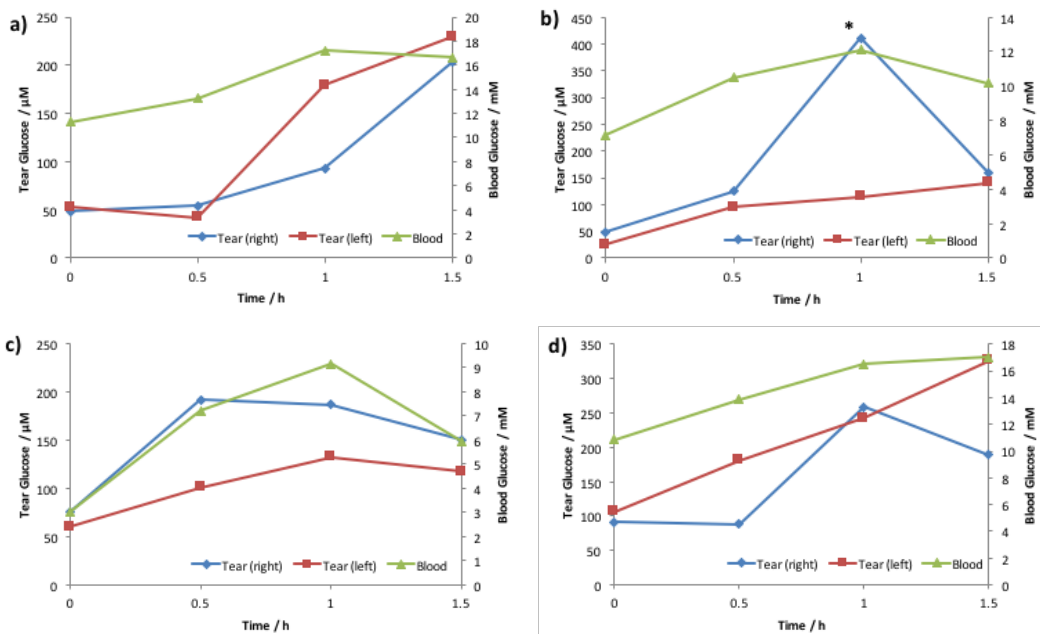 a)
250
200
150
100
50
0
Tear Glucose / µM
20
18
16
14
12
10
8
6
4
2
0
Blood Glucose / mM
Tear (right) Tear (left) Blood
0 0.5 1 1.5
Time / h
b)
*
450
400
350
300
250
200
150
100
50
0
Tear Glucose / µM
14
12
10
8
6
4
2
0
Blood Glucose / mM
Tear (right) Tear (left) Blood
0 0.5 1 1.5
Time / h
c)
250
200
150
100
50
0
Tear Glucose / µM
10
9
8
7
6
5
4
3
2
1
0
Blood Glucose / mM
Tear (right) Tear (left) Blood
0 0.5 1 1.5
Time / h
d)
350
300
250
200
150
100
50
0
Tear Glucose / µM
18
16
14
12
10
8
6
4
2
0
Blood Glucose / mM
Tear (right) Tear (left) Blood
0 0.5 1 1.5
Time / h